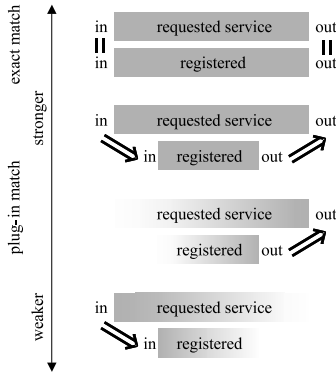 exact match
stronger
plug-in match
weaker
in requested service out
in registered out
in requested service out
in registered out
requested service out
registered out
in requested service
in registered